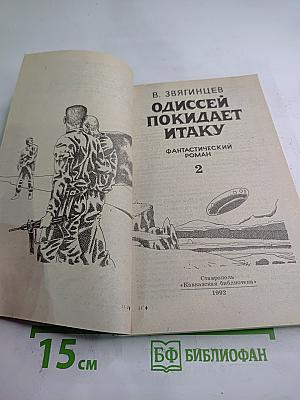 В. ЗВЯГИНЦЕВ
ОДИССЕЙ
ПОКИДАЕТ
ИТАКУ
ФАНТАСТИЧЕСКИЙ
РОМАН
2
Ставрополь
«Кавказская библиотека»
1992
15 см
БФ БИБЛИОФАН